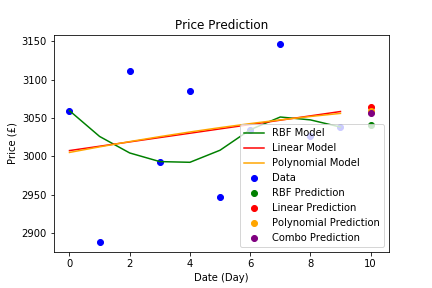 Price Prediction
3150
3100
3050
3000
2950
2900
Price (£)
0
2
4
6
8
10
Date (Day)
RBF Model
Linear Model
Polynomial Model
Data
RBF Prediction
Linear Prediction
Polynomial Prediction
Combo Prediction